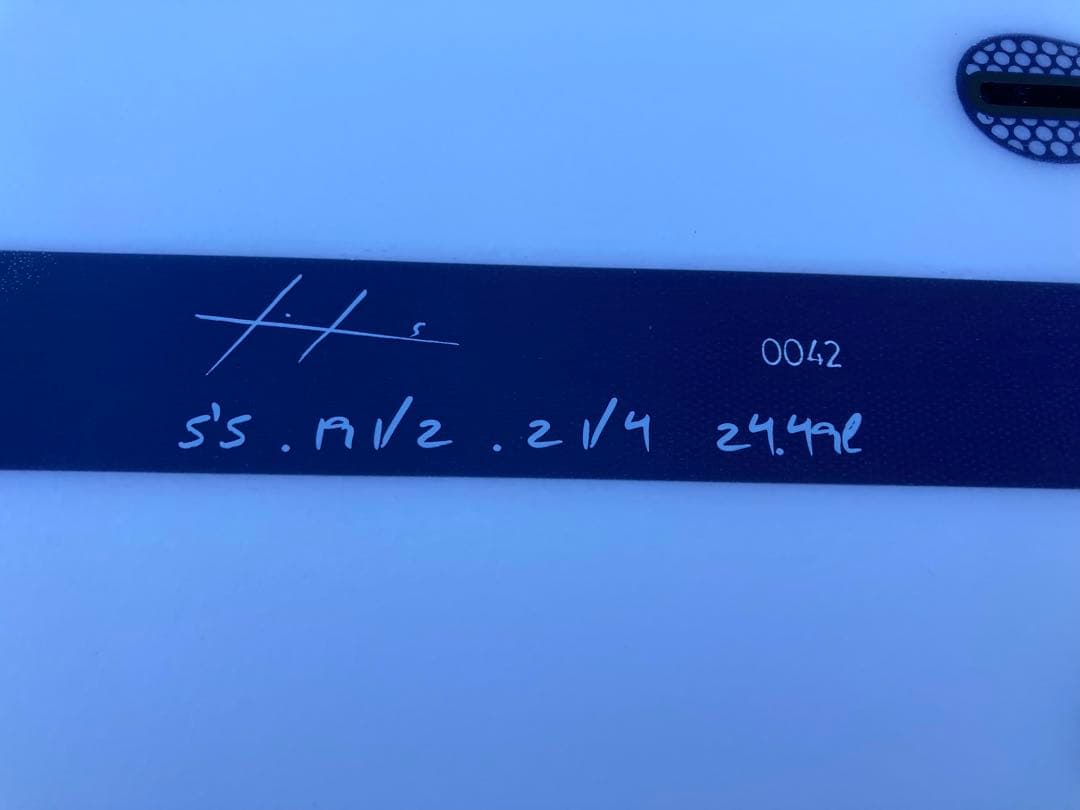 0042
5'5 . 19 1/2 . 2 1/4 24.49l